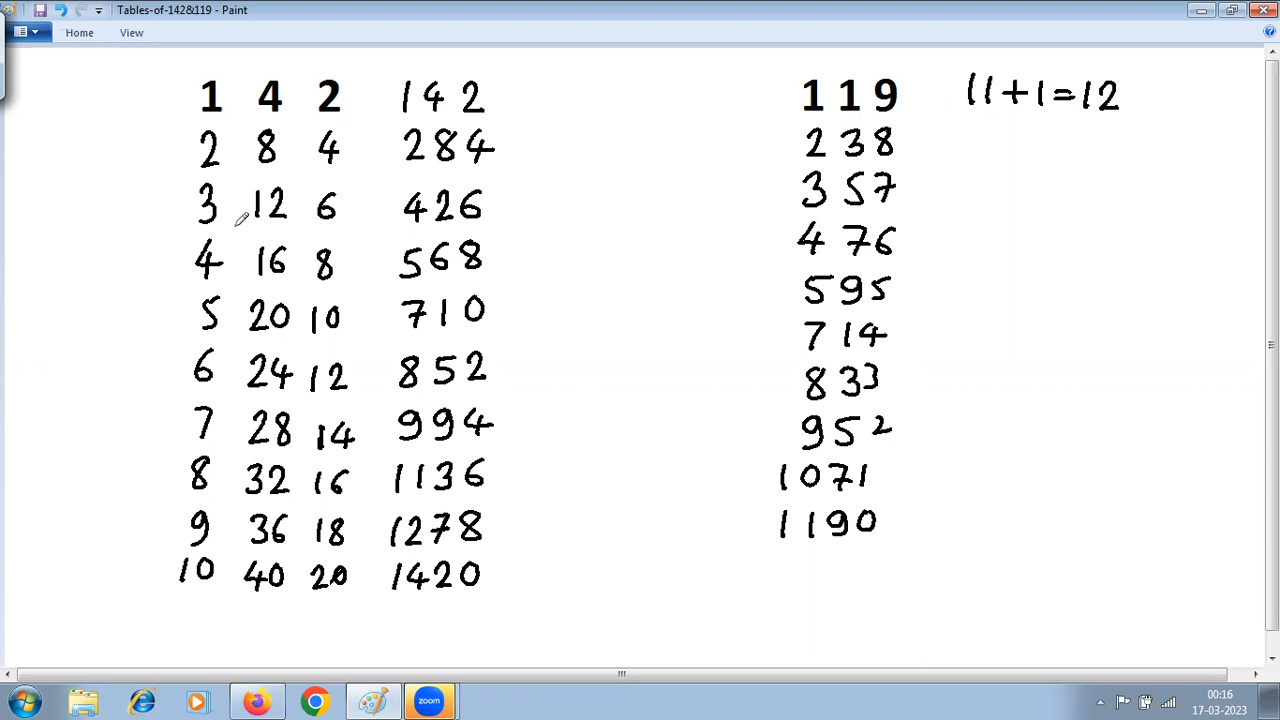 Tables-of-142&119 - Paint
Home View
1 4 2 142 119 11+1=12
2 8 4 284 238
3 12 6 426 357
4 16 8 568 476
5 20 10 710 595
6 24 12 852 714
7 28 14 994 833
8 32 16 1136 952
9 36 18 1278 1071
10 40 20 1420 1190
zoom
00:16
17-03-2023